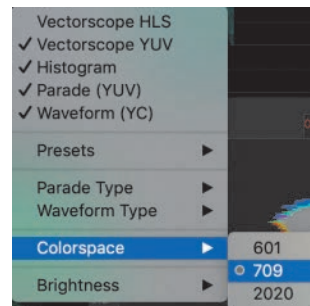 Vectorscope HLS
✓ Vectorscope YUV
✓ Histogram
✓ Parade (YUV)
✓ Waveform (YC)
Presets
Parade Type
Waveform Type
Colorspace
601
709
2020
Brightness